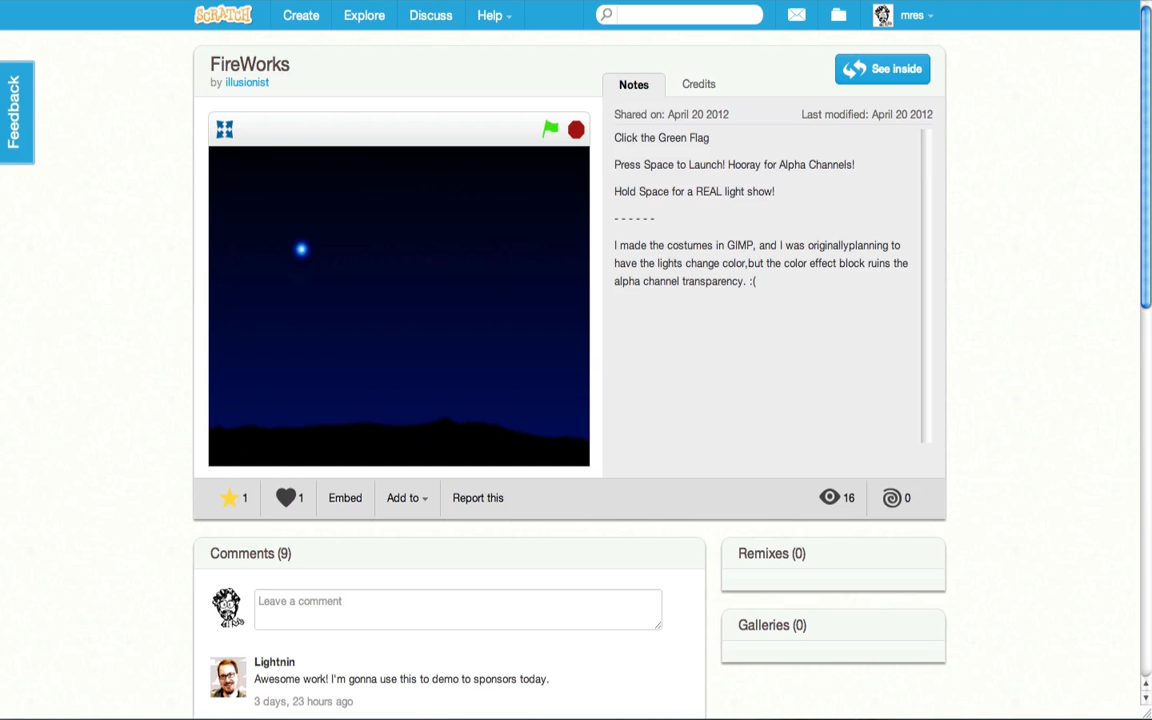 SCRATCH Create Explore Discuss Help mres
Feedback
FireWorks
by illusionist
See inside
Notes Credits
Shared on: April 20 2012 Last modified: April 20 2012
Click the Green Flag
Press Space to Launch! Hooray for Alpha Channels!
Hold Space for a REAL light show!
- - - - - -
I made the costumes in GIMP, and I was originallyplanning to
have the lights change color,but the color effect block ruins the
alpha channel transparency. :(
1 1 Embed Add to Report this 16 0
Comments (9)
Leave a comment
Lightnin
Awesome work! I'm gonna use this to demo to sponsors today.
3 days, 23 hours ago
Remixes (0)
Galleries (0)